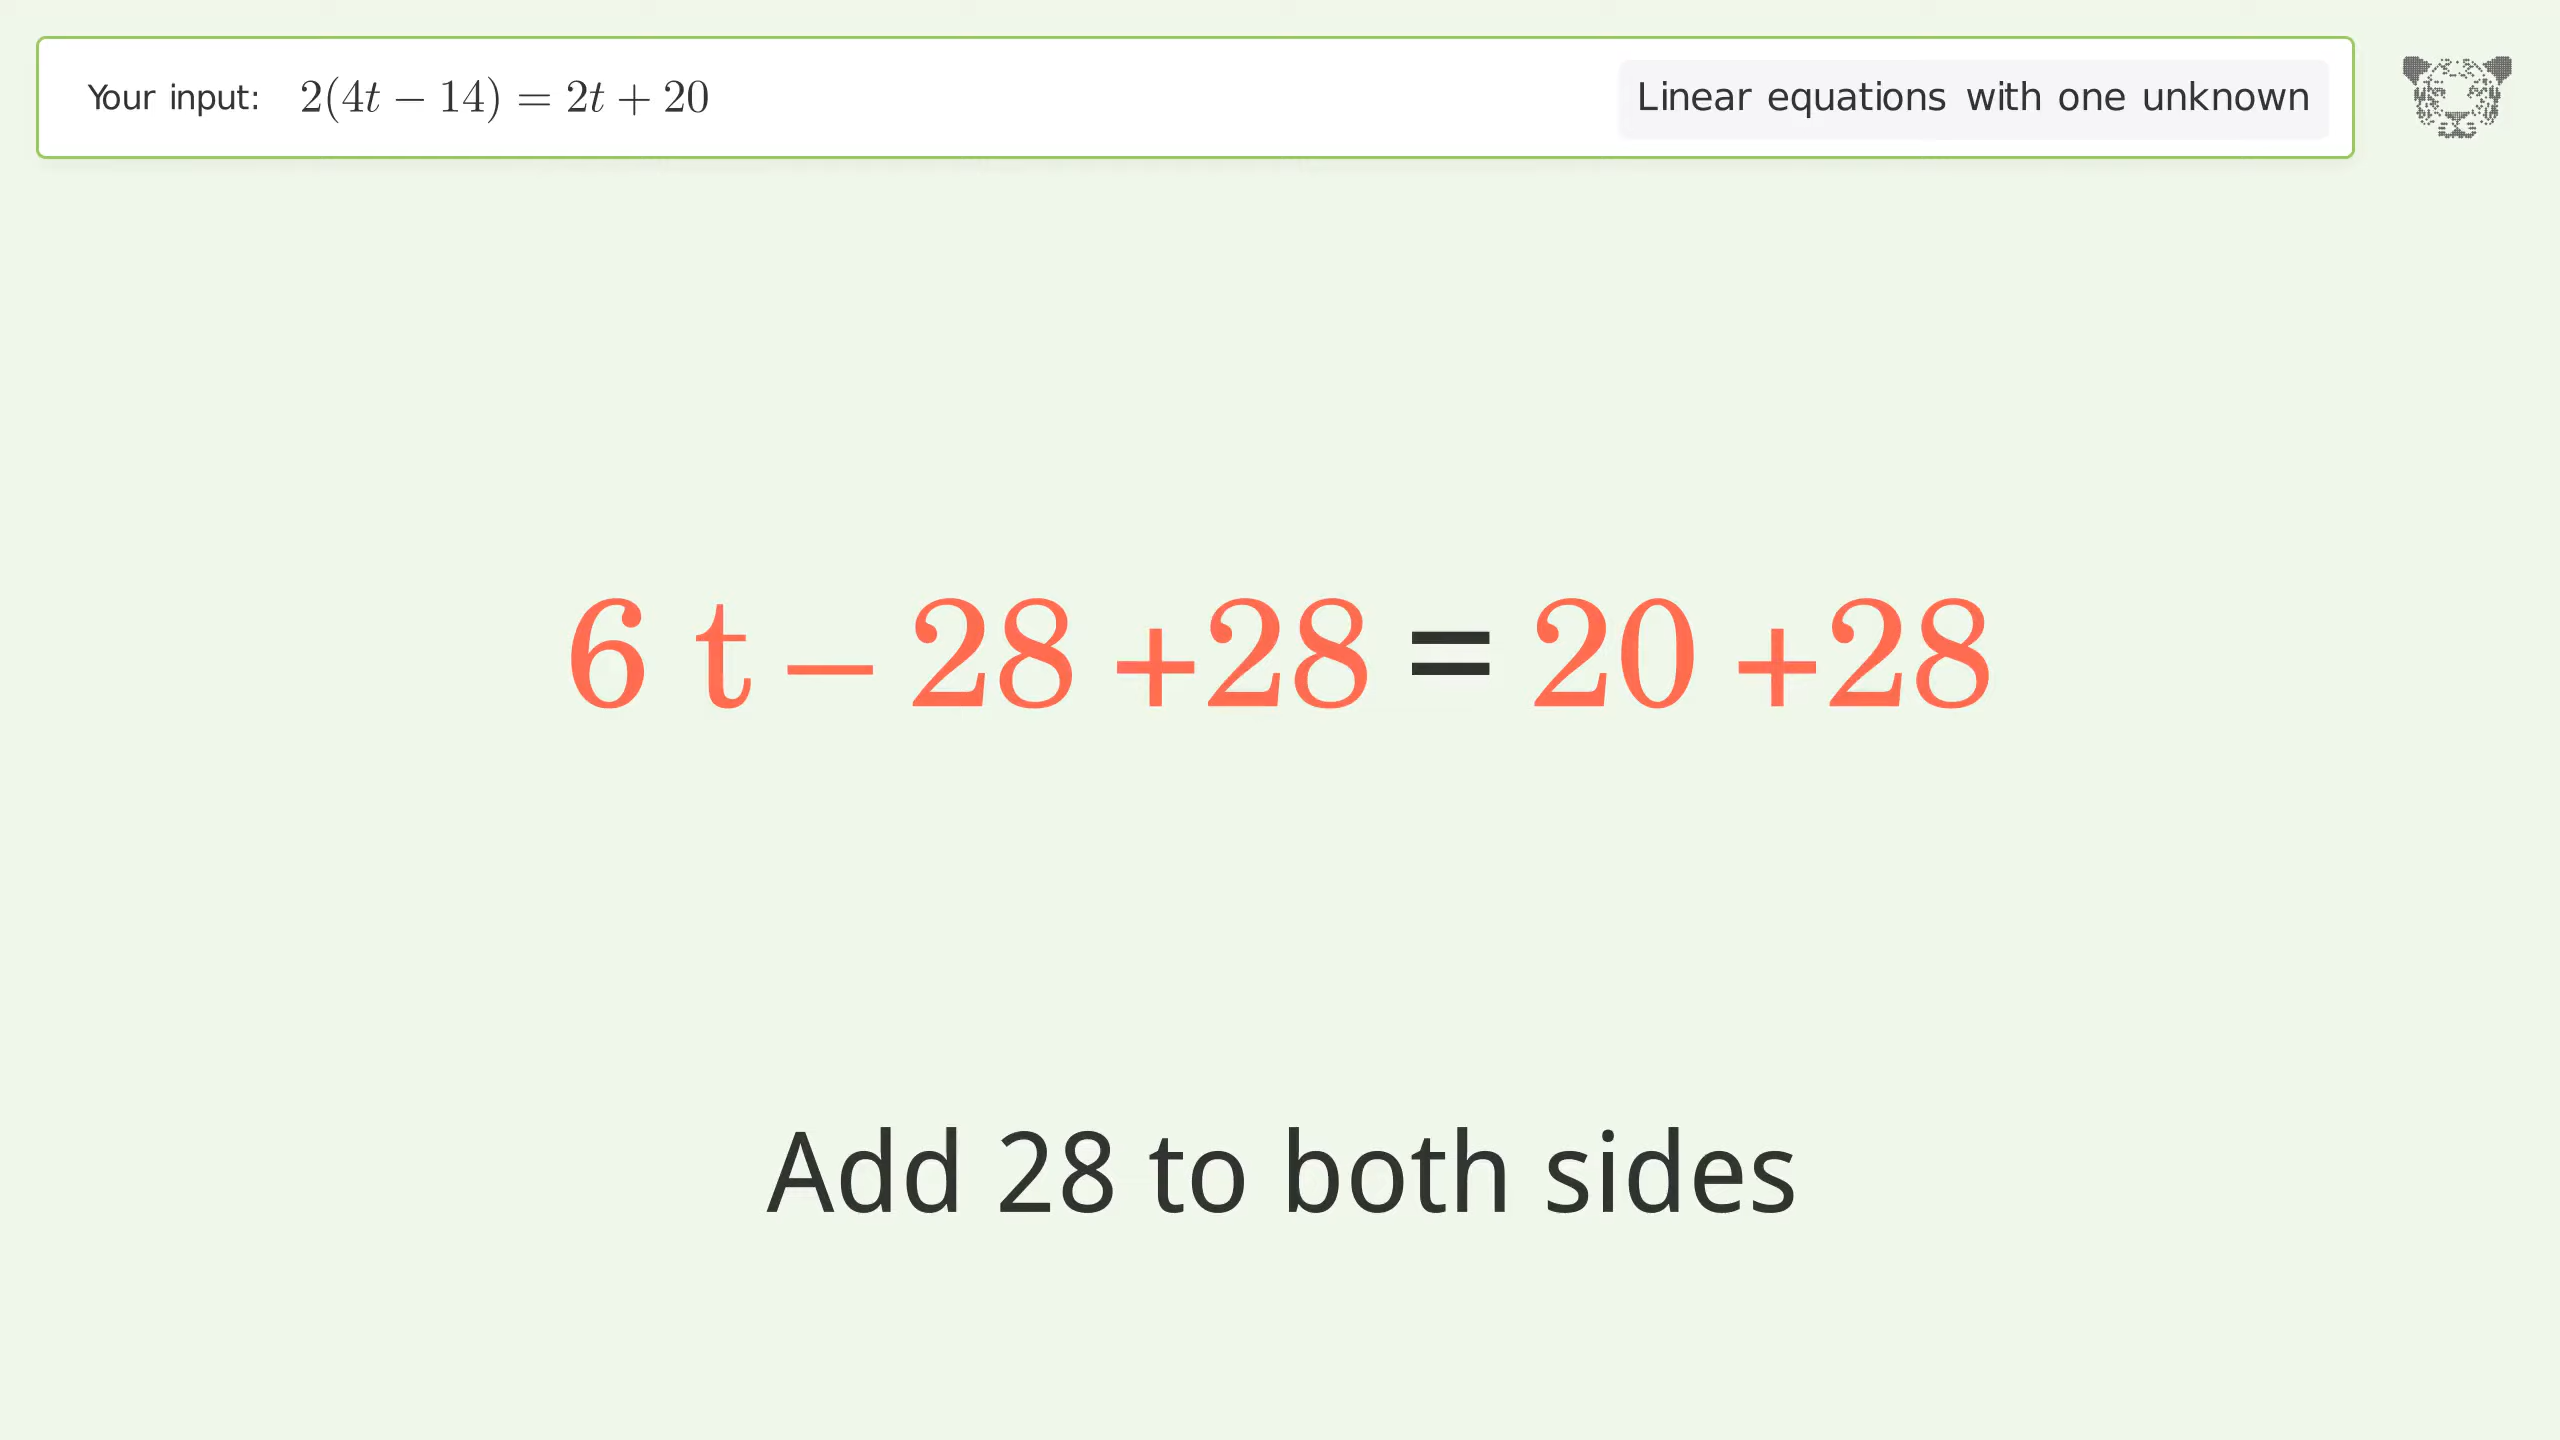 Your input: 2(4t − 14) = 2t + 20 Linear equations with one unknown
6 t − 28 +28 = 20 +28
Add 28 to both sides